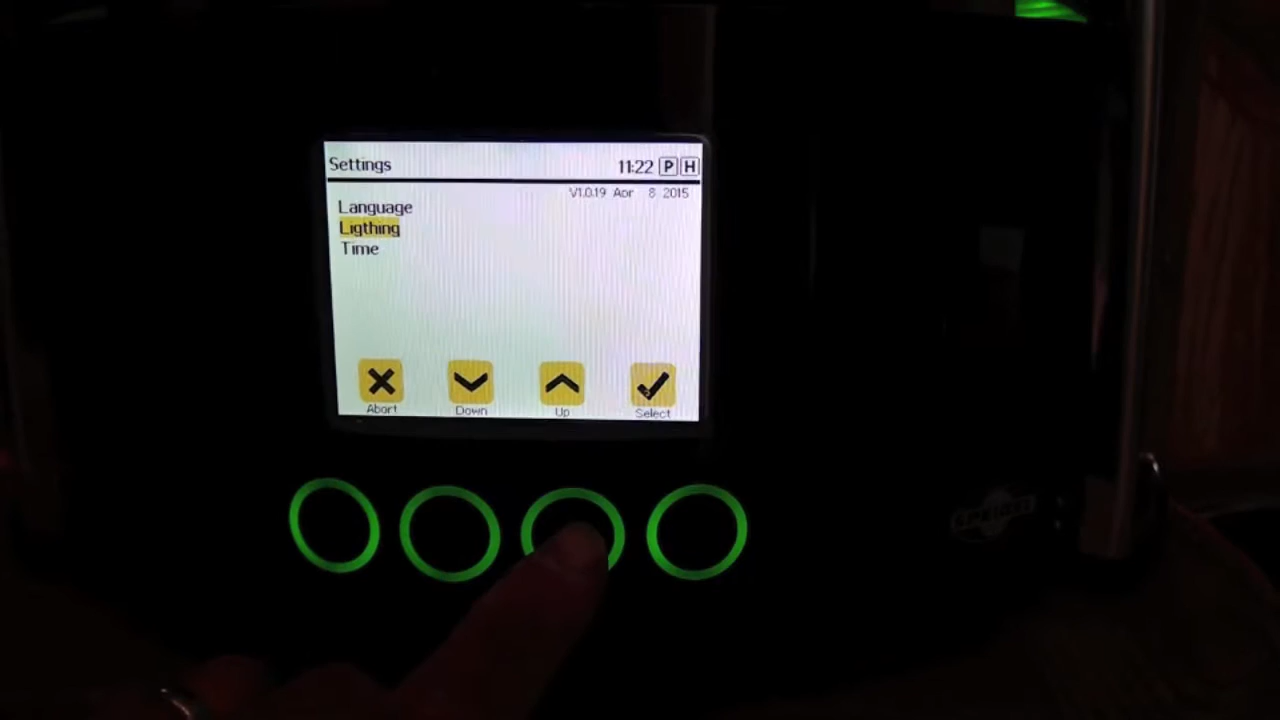 Settings 11:22 P H
V1.0.19 Apr 8 2015
Language
Ligthing
Time
Abort Down Up Select